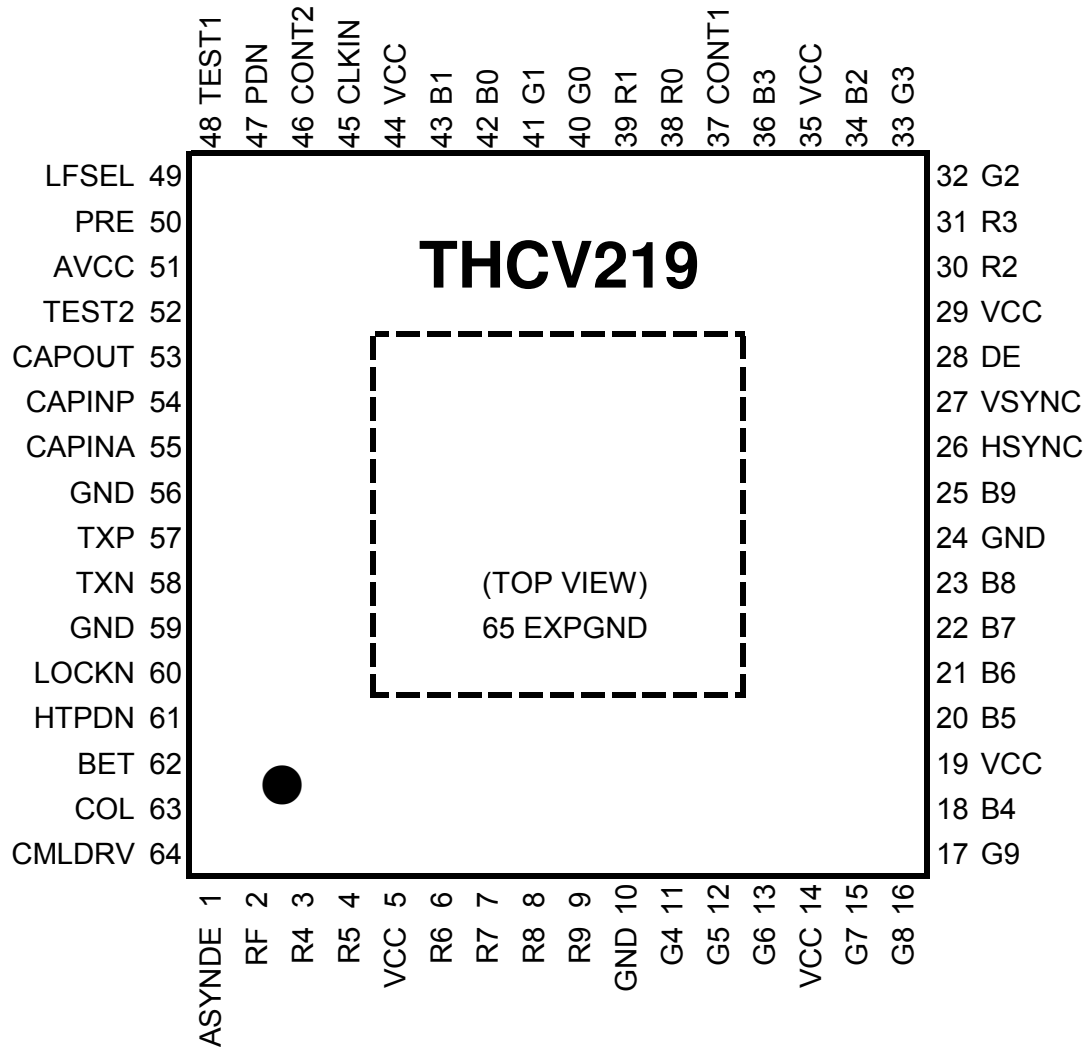 48 TEST1
47 PDN
46 CONT2
45 CLKIN
44 VCC
43 B1
42 B0
41 G1
40 G0
39 R1
38 R0
37 CONT1
36 B3
35 VCC
34 B2
33 G3
LFSEL 49
PRE 50
AVCC 51
TEST2 52
CAPOUT 53
CAPINP 54
CAPINA 55
GND 56
TXP 57
TXN 58
GND 59
LOCKN 60
HTPDN 61
BET 62
COL 63
CMLDRV 64
THCV219
(TOP VIEW)
65 EXPGND
32 G2
31 R3
30 R2
29 VCC
28 DE
27 VSYNC
26 HSYNC
25 B9
24 GND
23 B8
22 B7
21 B6
20 B5
19 VCC
18 B4
17 G9
ASYNDE 1
RF 2
R4 3
R5 4
VCC 5
R6 6
R7 7
R8 8
R9 9
GND 10
G4 11
G5 12
G6 13
VCC 14
G7 15
G8 16